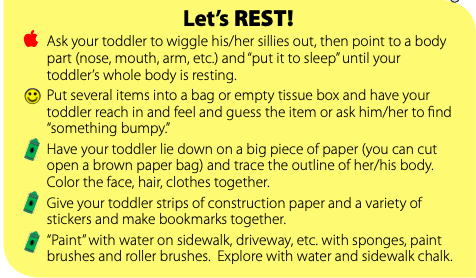 Let's REST!
Ask your toddler to wiggle his/her sillies out, then point to a body
part (nose, mouth, arm, etc.) and "put it to sleep" until your
toddler's whole body is resting.
Put several items into a bag or empty tissue box and have your
toddler reach in and feel and guess the item or ask him/her to find
"something bumpy."
Have your toddler lie down on a big piece of paper (you can cut
open a brown paper bag) and trace the outline of her/his body.
Color the face, hair, clothes together.
Give your toddler strips of construction paper and a variety of
stickers and make bookmarks together.
"Paint" with water on sidewalk, driveway, etc. with sponges, paint
brushes and roller brushes.  Explore with water and sidewalk chalk.